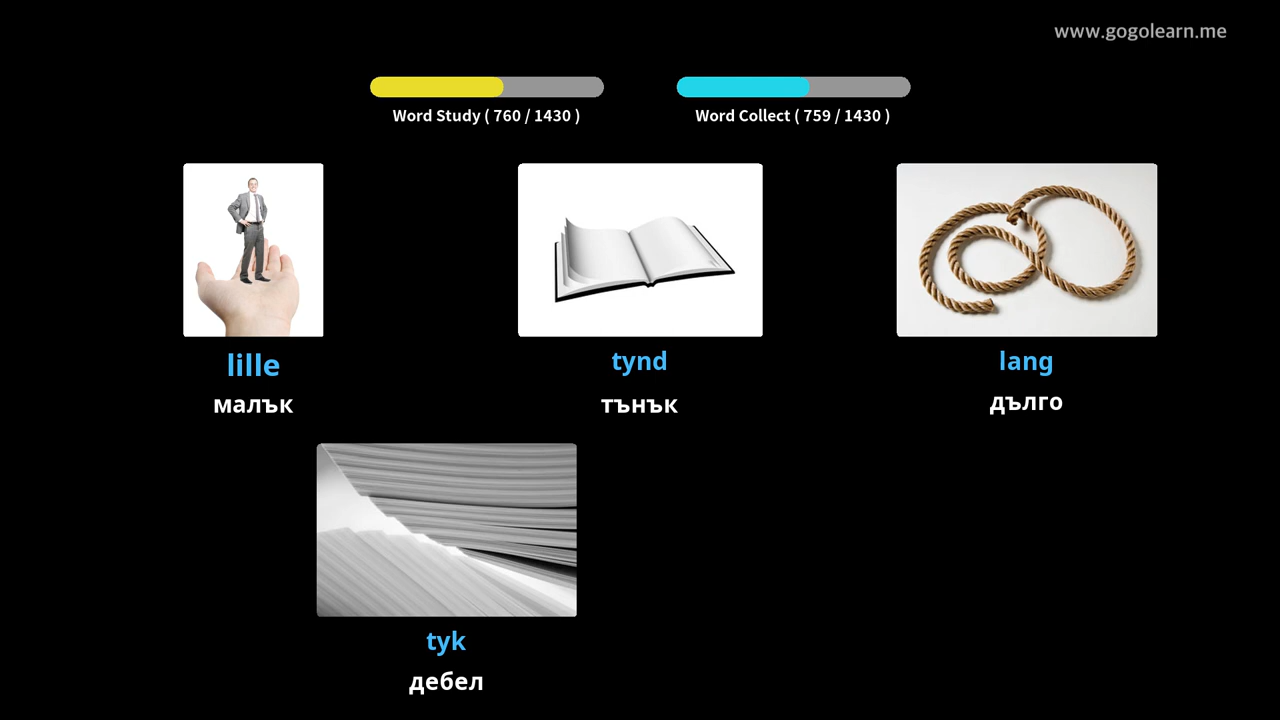 www.gogolearn.me
Word Study ( 760 / 1430 )
Word Collect ( 759 / 1430 )
lille
tynd
lang
малък
тънък
дълго
tyk
дебел